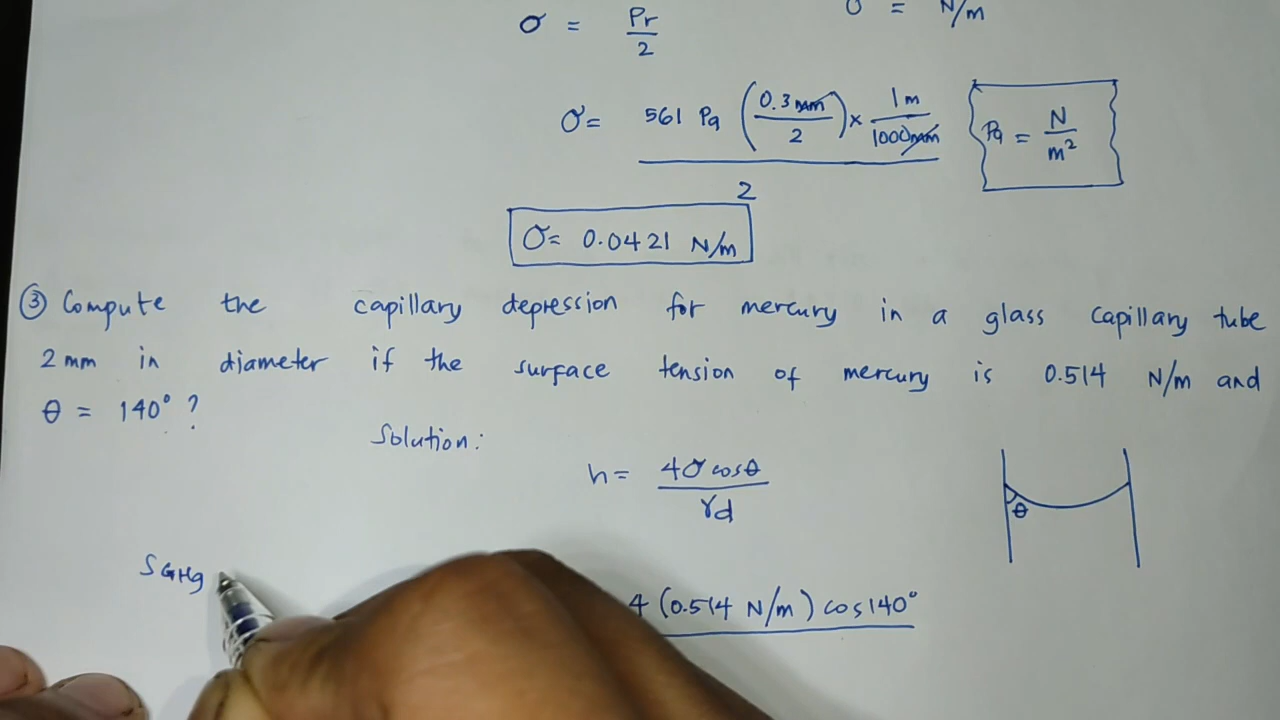 σ = Pr/2
σ = N/m
σ = 561 Pa (0.3 mm/2) × 1m/1000mm / 2
Pa = N/m²
σ = 0.0421 N/m
③ Compute the capillary depression for mercury in a glass capillary tube
2 mm in diameter if the surface tension of mercury is 0.514 N/m and
θ = 140° ?
Solution:
h = 4σ cosθ/γd
θ
SGHg
4 (0.514 N/m) cos 140°